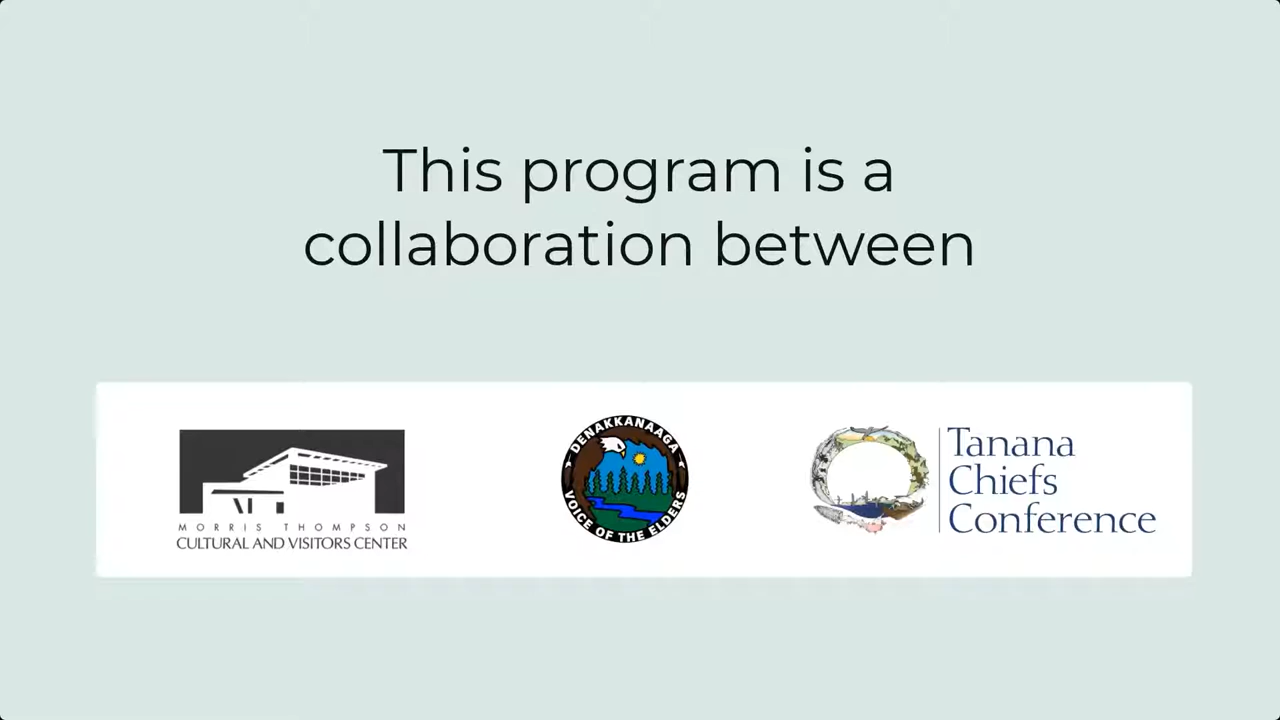 This program is a
collaboration between
MORRIS THOMPSON
CULTURAL AND VISITORS CENTER
DENAKKANAAGA
VOICE OF THE ELDERS
Tanana
Chiefs
Conference